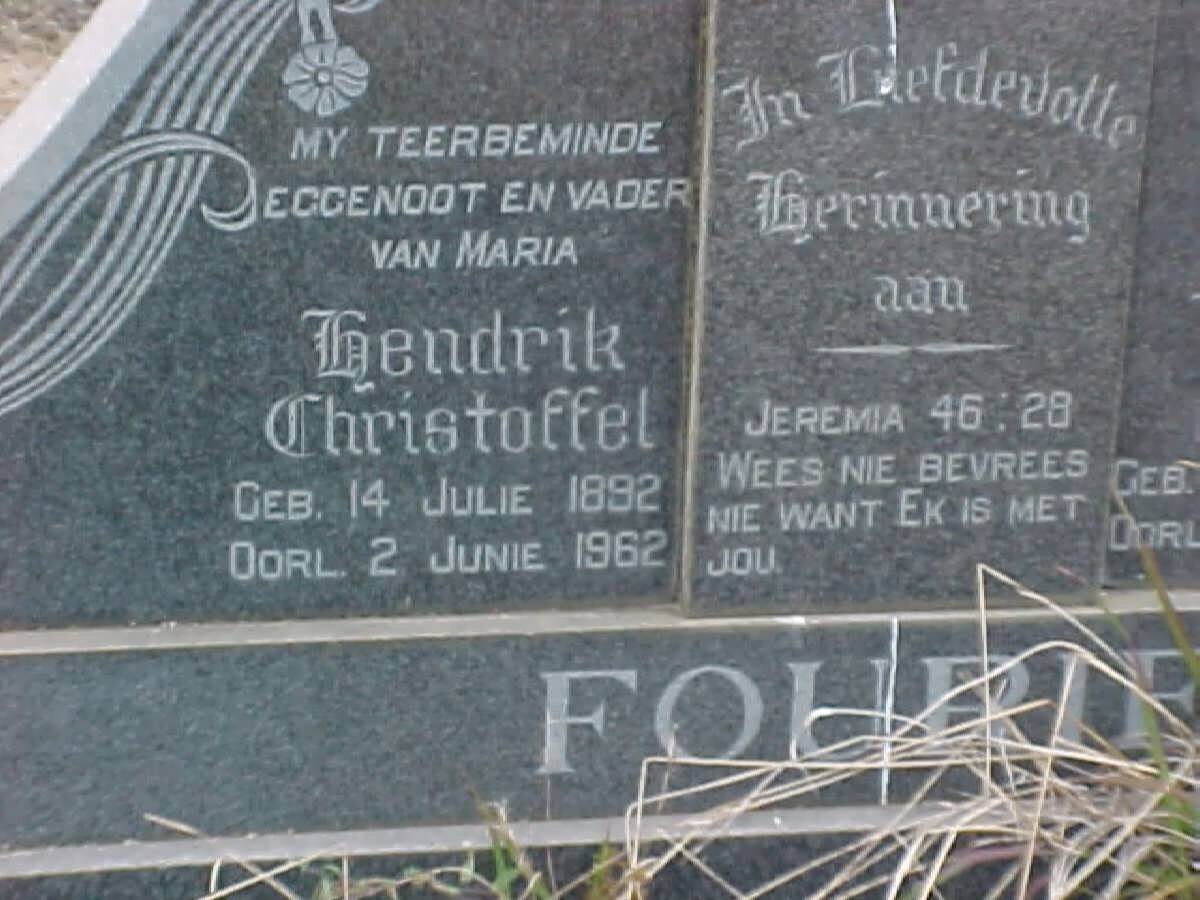 MY TEERBEMINDE
EGGENOOT EN VADER
VAN MARIA
Hendrik
Christoffel
GEB. 14 JULIE 1892
OORL. 2 JUNIE 1962
In Liefdevolle
Herinnering
aan
JEREMIA 46:28
WEES NIE BEVREES
NIE WANT EK IS MET
JOU.
GEB.
OORL
FOURIE